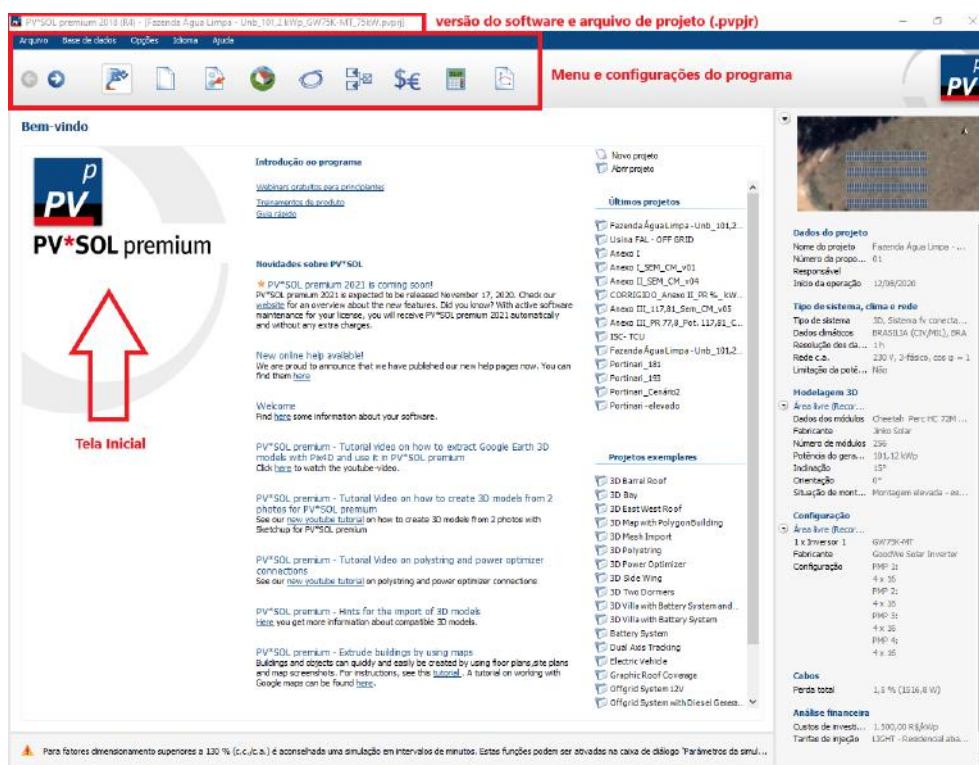 PV*SOL premium 2018 (R4) - (Fazenda Água Limpa - Unb_101,2 kWp_GW75K-MT_75kW.pvprj)
versão do software e arquivo de projeto (.pvpjr)
Arquivo Base de dados Opções Idioma Ajuda
Menu e configurações do programa
PV
Bem-vindo
p
PV
PV*SOL premium
Tela Inicial
Introdução ao programa
Webinars gratuitos para principiantes
Treinamentos de produto
Guia rápido
Novidades sobre PV*SOL
PV*SOL premium 2021 is coming soon!
PV*SOL premium 2021 is expected to be released November 17, 2020. Check our
website for an overview about the new features. Did you know? With active software
maintenance for your license, you will receive PV*SOL premium 2021 automatically
and without any extra charges.
New online help available!
We are proud to announce that we have published our new help pages now. You can
find them here
Welcome
Find here some information about your software.
PV*SOL premium - Tutorial video on how to extract Google Earth 3D
models with Pix4D and use it in PV*SOL premium
Click here to watch the youtube-video.
PV*SOL premium - Tutorial Video on how to create 3D models from 2
photos for PV*SOL premium
See our new youtube tutorial on how to create 3D models from 2 photos with
Sketchup for PV*SOL premium
PV*SOL premium - Tutorial Video on polystring and power optimizer
connections
See our new youtube tutorial on polystring and power optimizer connections
PV*SOL premium - Hints for the import of 3D models
Here you get more information about compatible 3D models.
PV*SOL premium - Extrude buildings by using maps
Buildings and objects can quickly and easily be created by using floor plans,site plans
and map screenshots. For instructions, see this tutorial . A tutorial on working with
Google maps can be found here.
Novo projeto
Abrir projeto
Últimos projetos
Fazenda Água Limpa - Unb_101,2...
Usina FAL - OFF GRID
Anexo I
Anexo I_SEM_CM_v01
Anexo II_SEM_CM_v04
CORRIGIDO_Anexo II_PR %_kW...
Anexo III_117,81_Sem_CM_v05
Anexo III_PR 77,8_Pot. 117,81_C...
ISC- TCU
Fazenda Água Limpa - Unb_101,2...
Portinari_181
Portinari_193
Portinari_Cenário2
Portinari -elevado
Projetos exemplares
3D Barrel Roof
3D Bay
3D East West Roof
3D Map with Polygon Building
3D Mesh Import
3D Polystring
3D Power Optimizer
3D Side Wing
3D Two Dormers
3D Villa with Battery System and...
3D Villa with Battery System
Battery System
Dual Axis Tracking
Electric Vehicle
Graphic Roof Coverage
Offgrid System 12V
Offgrid System with Diesel Genera...
Dados do projeto
Nome do projeto Fazenda Água Limpa - ...
Número da propo... 01
Responsável
Início da operação 12/08/2020
Tipo de sistema, clima e rede
Tipo de sistema 3D, Sistema fv conecta...
Dados climáticos BRASILIA (CIV/MIL), BRA
Resolução dos da... 1 h
Rede c.a. 230 V, 3-fásico, cos φ = 1
Limitação da potê... Não
Modelagem 3D
Área livre (Recor...
Dados dos módulos Cheetah Perc HC 72M ...
Fabricante Jinko Solar
Número de módulos 256
Potência do gera... 101,12 kWp
Inclinação 15°
Orientação 0°
Situação de mont... Montagem elevada - es...
Configuração
Área livre (Recor...
1 x Inversor 1 GW75K-MT
Fabricante GoodWe Solar Inverter
Configuração PMP 1:
4 x 16
PMP 2:
4 x 16
PMP 3:
4 x 16
PMP 4:
4 x 16
Cabos
Perda total 1,5 % (1516,8 W)
Análise financeira
Custos de investi... 1.500,00 R$/kWp
Tarifas de injeção LIGHT - Residencial aba...
Para fatores dimensionamento superiores a 130 % (c.c./c.a.) é aconselhada uma simulação em intervalos de minutos. Estas funções podem ser ativadas na caixa de diálogo 'Parâmetros da simul...